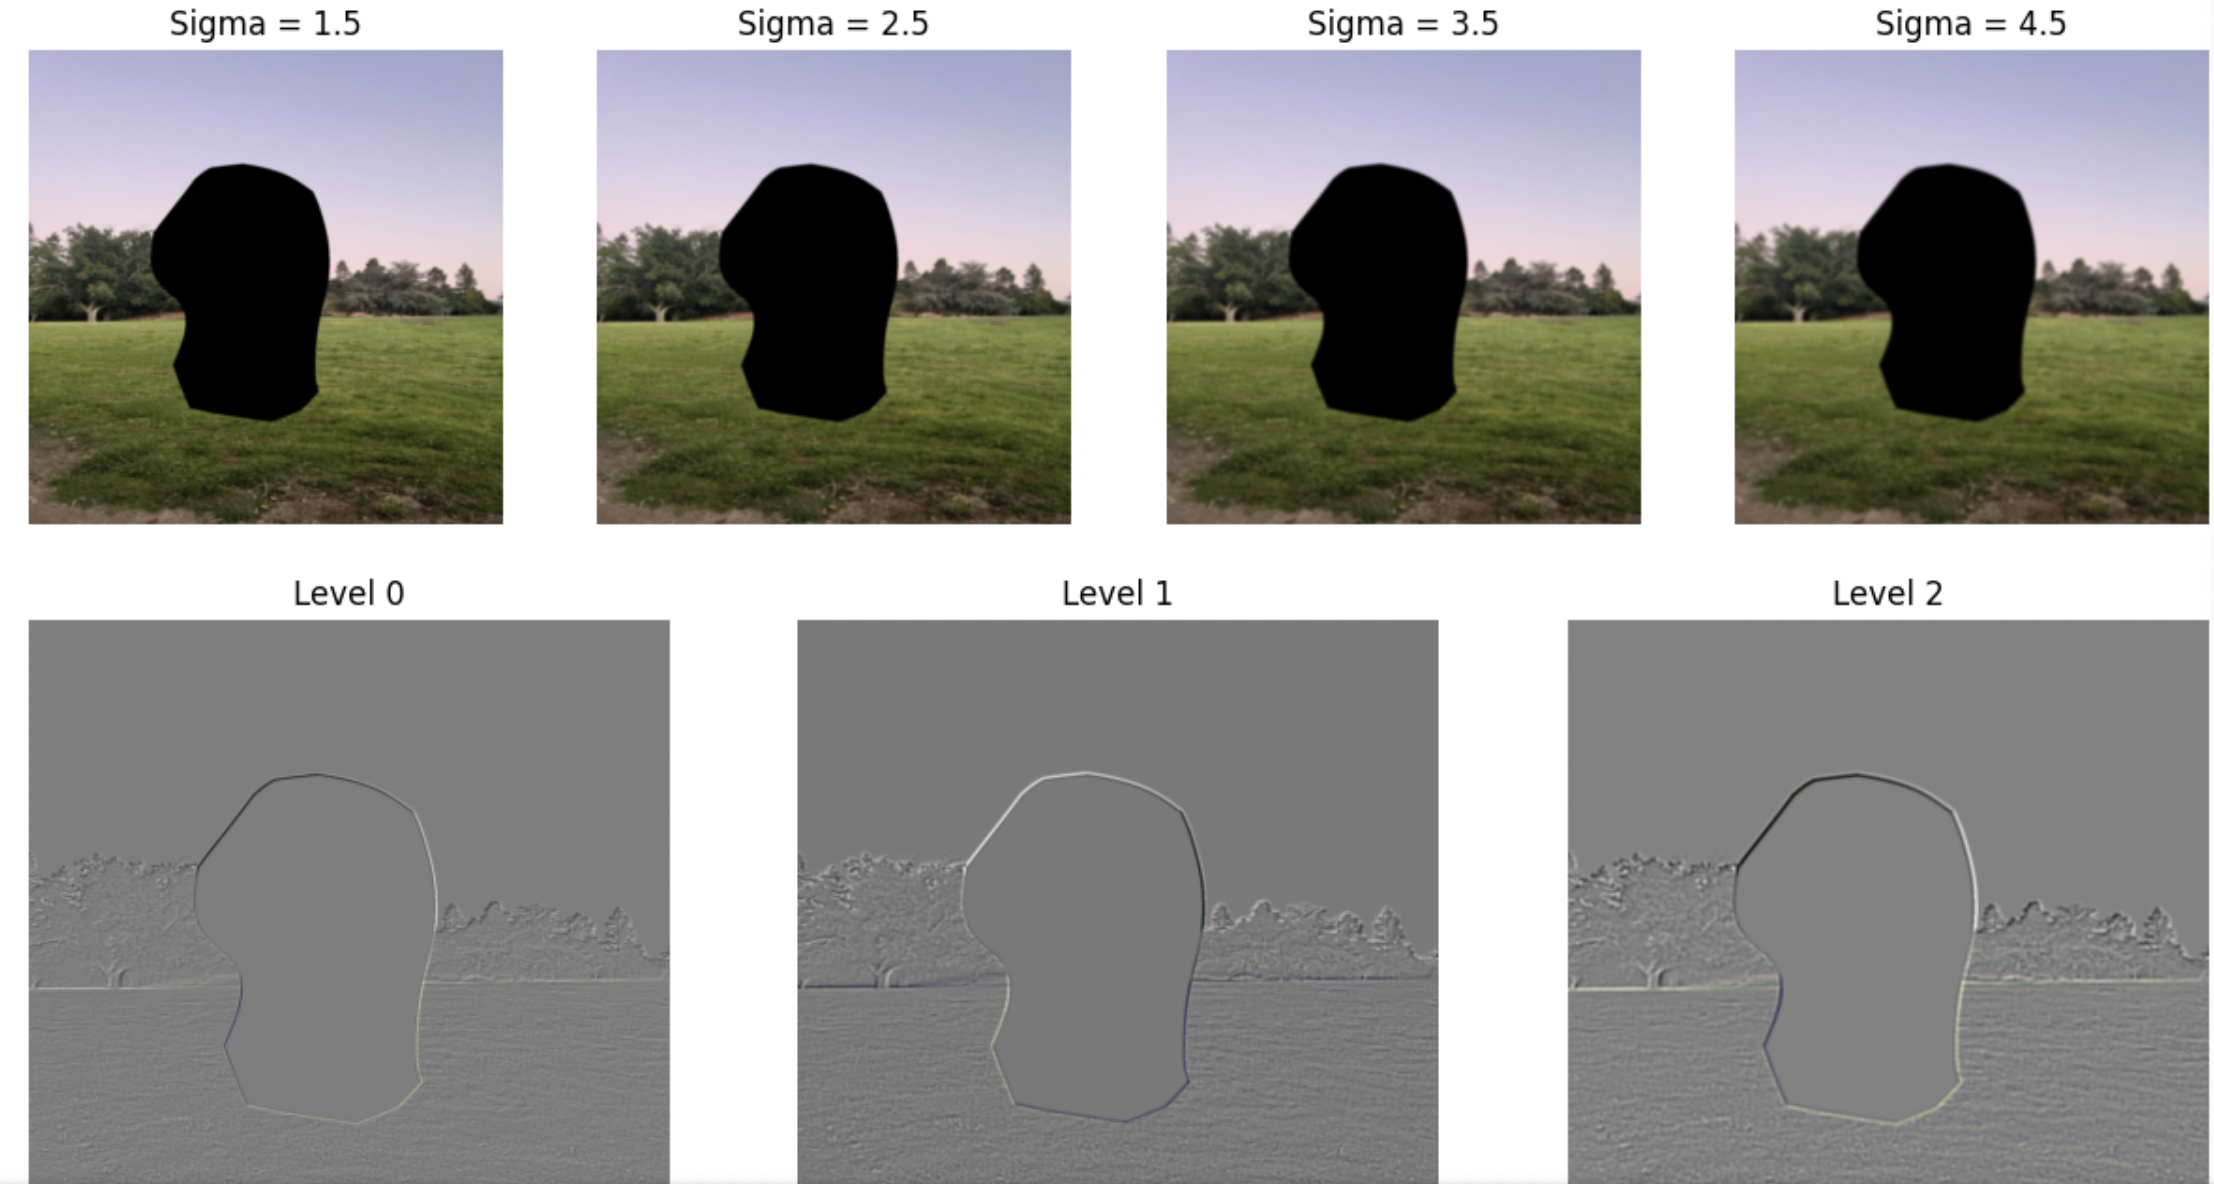 Sigma = 1.5
Sigma = 2.5
Sigma = 3.5
Sigma = 4.5
Level 0
Level 1
Level 2